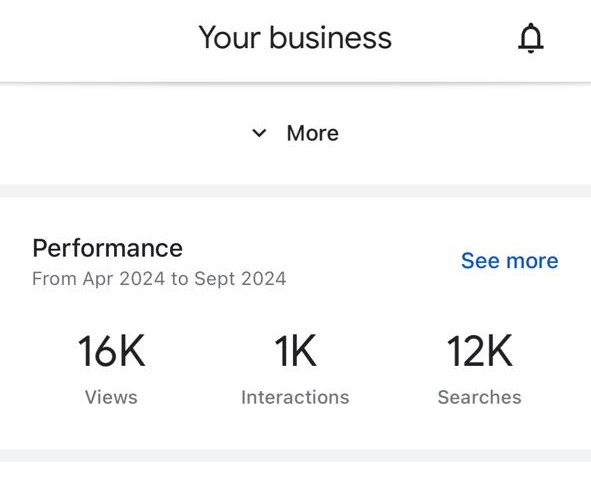 Your business
More
Performance
See more
From Apr 2024 to Sept 2024
16K 1K 12K
Views Interactions Searches